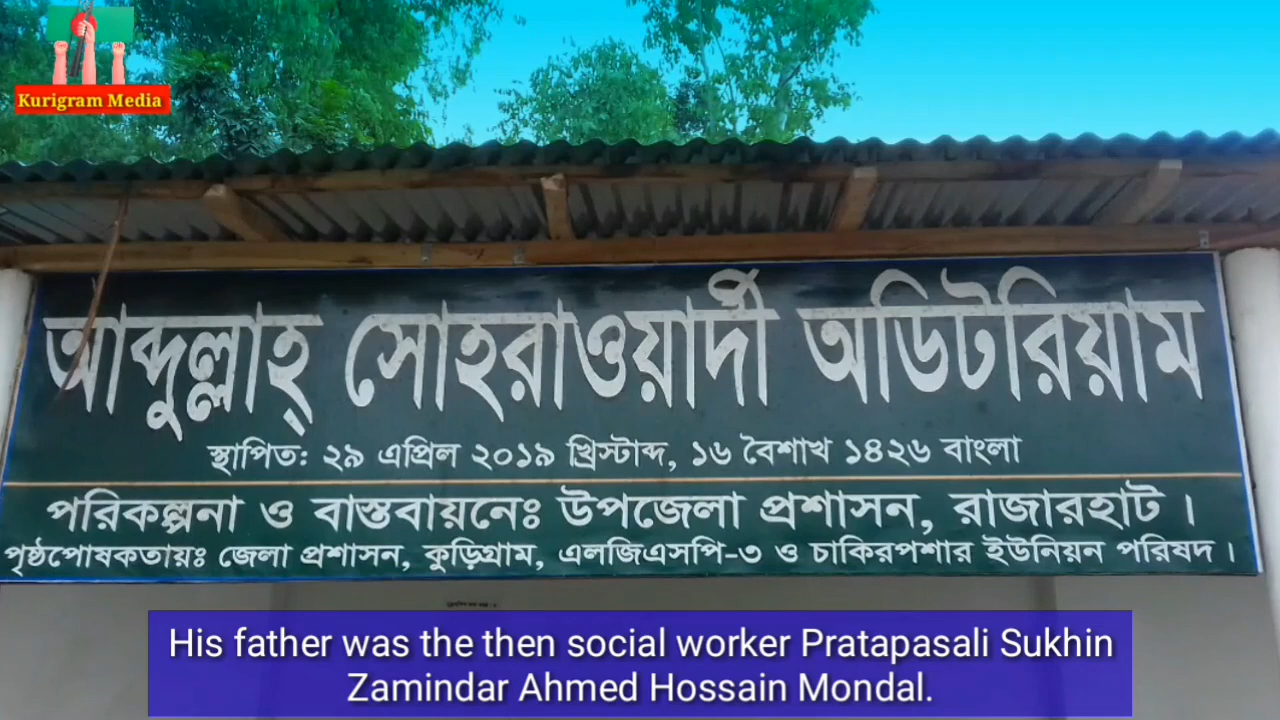 Kurigram Media
আব্দুল্লাহ্ সোহরাওয়ার্দী অডিটরিয়াম
স্থাপিত: ২৯ এপ্রিল ২০১৯ খ্রিস্টাব্দ, ১৬ বৈশাখ ১৪২৬ বাংলা
পরিকল্পনা ও বাস্তবায়নেঃ উপজেলা প্রশাসন, রাজারহাট ।
পৃষ্ঠপোষকতায়ঃ জেলা প্রশাসন, কুড়িগ্রাম, এলজিএসপি-৩ ও চাকিরপশার ইউনিয়ন পরিষদ ।
His father was the then social worker Pratapasali Sukhin
Zamindar Ahmed Hossain Mondal.